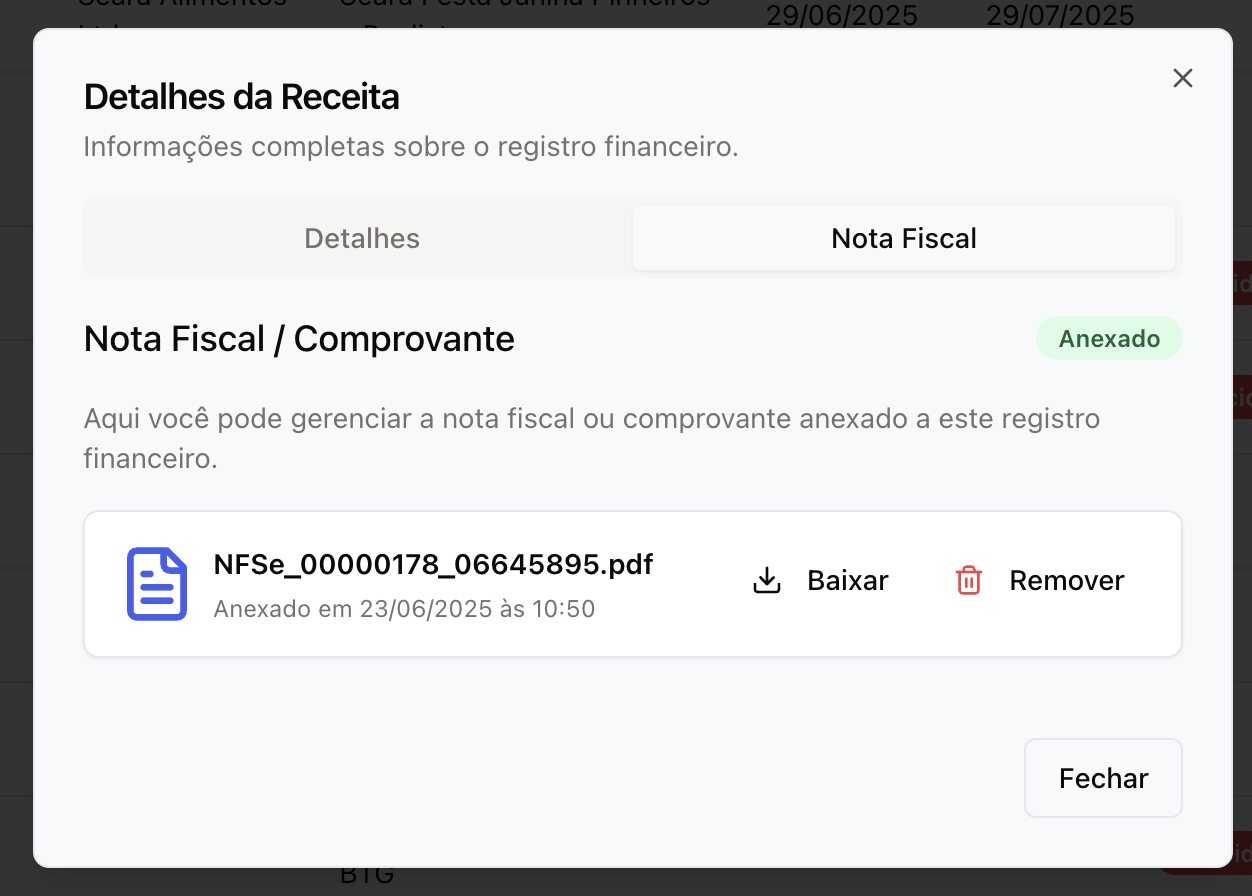 29/06/2025 29/07/2025
Detalhes da Receita
Informações completas sobre o registro financeiro.
Detalhes Nota Fiscal
Nota Fiscal / Comprovante Anexado
Aqui você pode gerenciar a nota fiscal ou comprovante anexado a este registro
financeiro.
NFSe_00000178_06645895.pdf
Anexado em 23/06/2025 às 10:50
Baixar Remover
Fechar
BTG